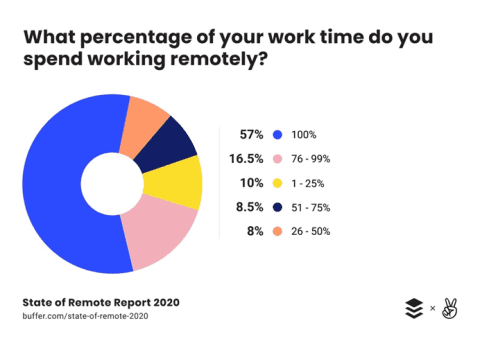 What percentage of your work time do you
spend working remotely?
57% 100%
16.5% 76 - 99%
10% 1 - 25%
8.5% 51 - 75%
8% 26 - 50%
State of Remote Report 2020
buffer.com/state-of-remote-2020
×